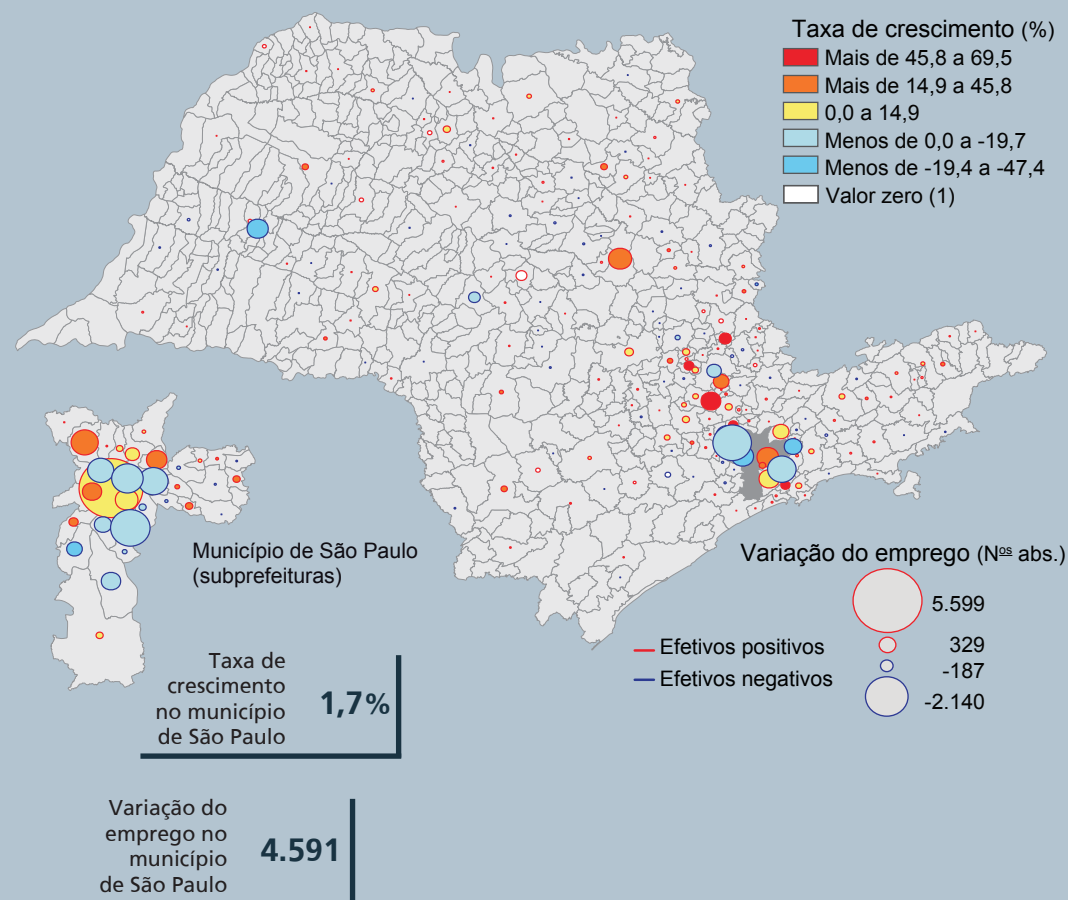 Taxa de crescimento (%)
Mais de 45,8 a 69,5
Mais de 14,9 a 45,8
0,0 a 14,9
Menos de 0,0 a -19,7
Menos de -19,4 a -47,4
Valor zero (1)
Município de São Paulo
(subprefeituras)
Variação do emprego (Nos abs.)
5.599
329
-187
-2.140
Efetivos positivos
Efetivos negativos
Taxa de
crescimento
no município
de São Paulo
1,7%
Variação do
emprego no
município
de São Paulo
4.591